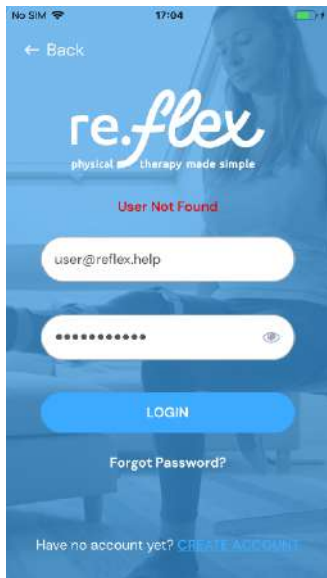 No SIM 17:04
← Back
re.flex
physical therapy made simple
User Not Found
user@reflex.help
•••••••••••
LOGIN
Forgot Password?
Have no account yet? CREATE ACCOUNT